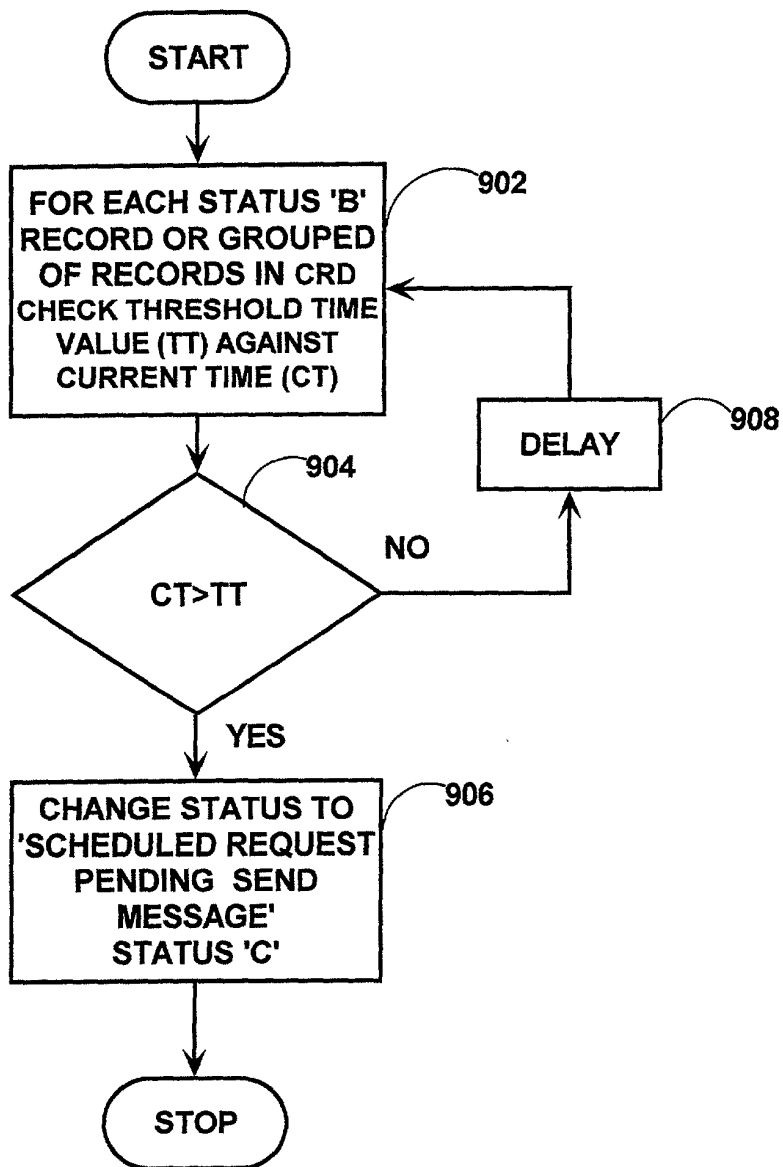 START
FOR EACH STATUS 'B'
RECORD OR GROUPED
OF RECORDS IN CRD
CHECK THRESHOLD TIME
VALUE (TT) AGAINST
CURRENT TIME (CT)
902
DELAY
908
904
CT>TT
NO
YES
CHANGE STATUS TO
'SCHEDULED REQUEST
PENDING SEND
MESSAGE'
STATUS 'C'
906
STOP